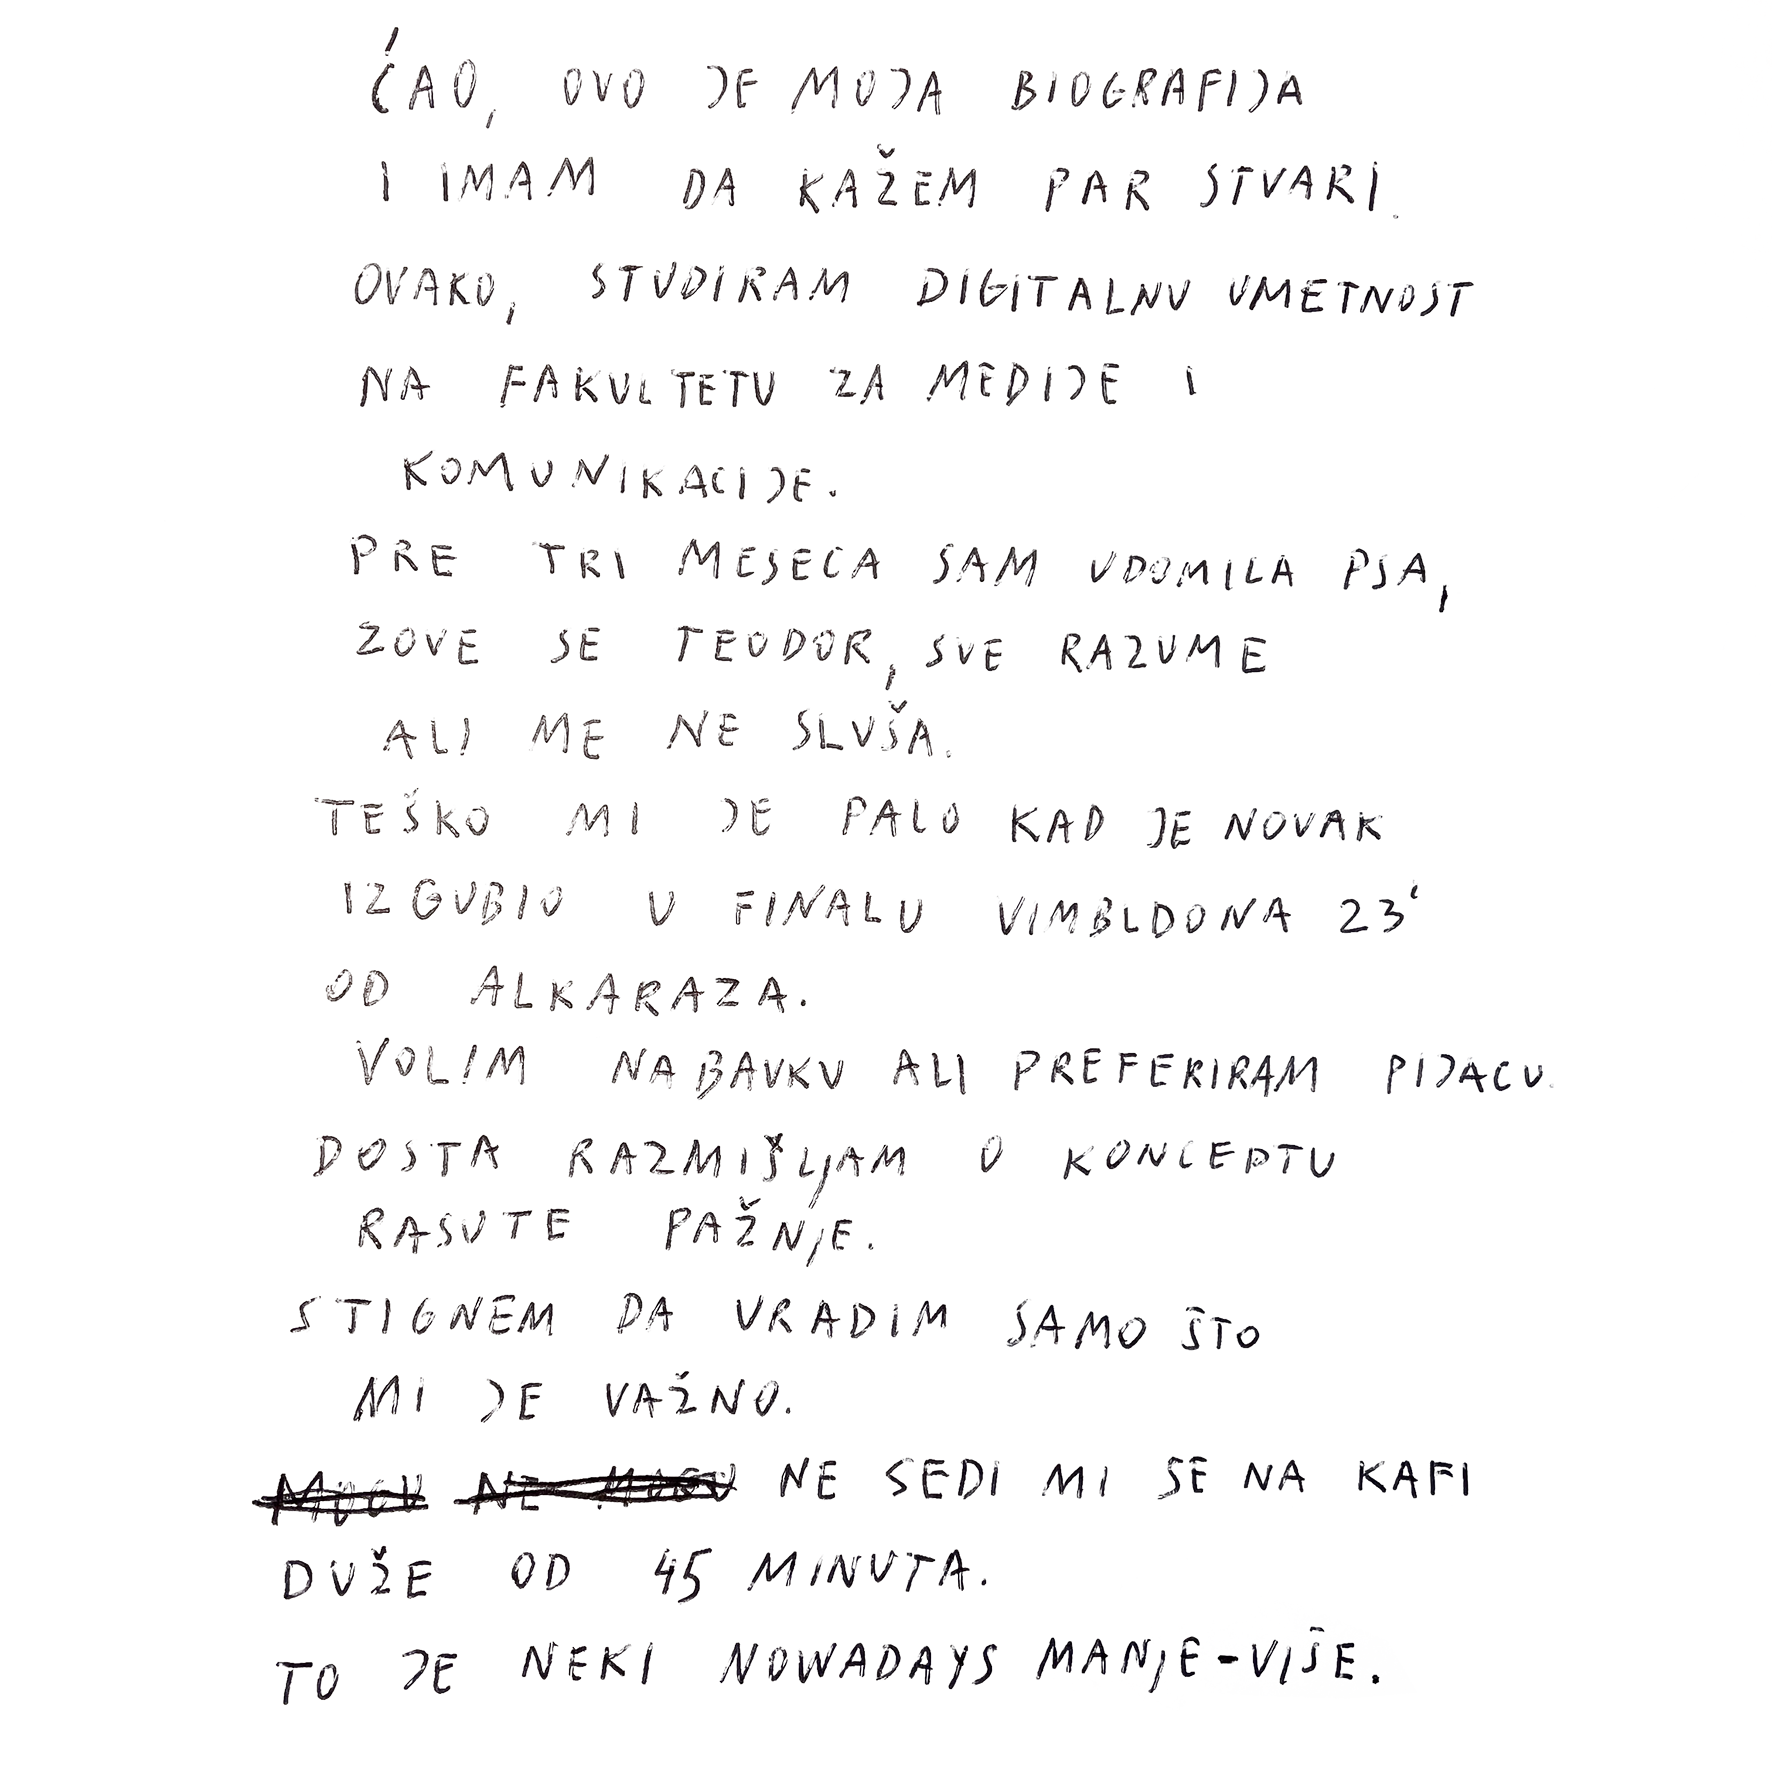 ĆAO, OVO JE MOJA BIOGRAFIJA
I IMAM DA KAŽEM PAR STVARI.
OVAKO, STUDIRAM DIGITALNU UMETNOST
NA FAKULTETU ZA MEDIJE I
KOMUNIKACIJE.
PRE TRI MESECA SAM UDOMILA PSA,
ZOVE SE TEODOR, SVE RAZUME
ALI ME NE SLUŠA.
TEŠKO MI JE PALO KAD JE NOVAK
IZGUBIO U FINALU VIMBLDONA 23'
OD ALKARAZA.
VOLIM NABAVKU ALI PREFERIRAM PIJACU.
DOSTA RAZMIŠLJAM O KONCEPTU
RASUTE PAŽNJE.
STIGNEM DA URADIM SAMO ŠTO
MI JE VAŽNO.
MOGU NE MOGU NE SEDI MI SE NA KAFI
DUŽE OD 45 MINUTA.
TO JE NEKI NOWADAYS MANJE-VIŠE.